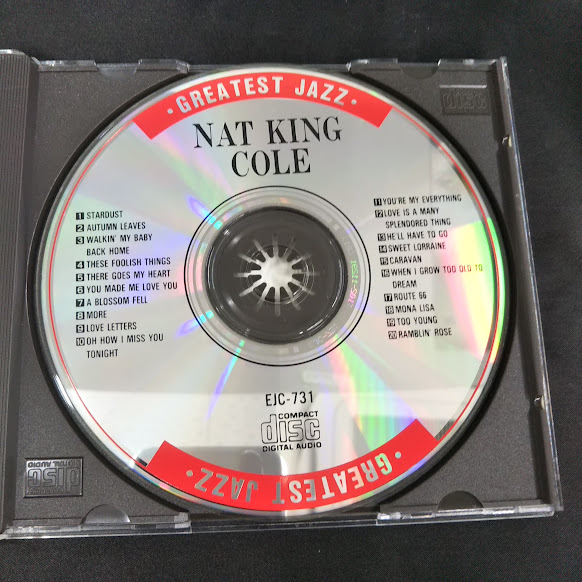 ·GREATEST JAZZ·
NAT KING
COLE
1 STARDUST
2 AUTUMN LEAVES
3 WALKIN' MY BABY
BACK HOME
4 THESE FOOLISH THINGS
5 THERE GOES MY HEART
6 YOU MADE ME LOVE YOU
7 A BLOSSOM FELL
8 MORE
9 LOVE LETTERS
10 OH HOW I MISS YOU
TONIGHT
11 YOU'RE MY EVERYTHING
12 LOVE IS A MANY
SPLENDORED THING
13 HE'LL HAVE TO GO
14 SWEET LORRAINE
15 CARAVAN
16 WHEN I GROW TOO OLD TO
DREAM
17 ROUTE 66
18 MONA LISA
19 TOO YOUNG
20 RAMBLIN' ROSE
EJC-731
COMPACT
disc
DIGITAL AUDIO
·GREATEST JAZZ·
disc
disc
DIGITAL AUDIO